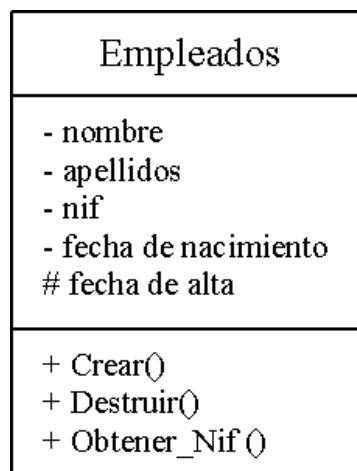 Empleados
- nombre
- apellidos
- nif
- fecha de nacimiento
# fecha de alta
+ Crear()
+ Destruir()
+ Obtener_Nif ()